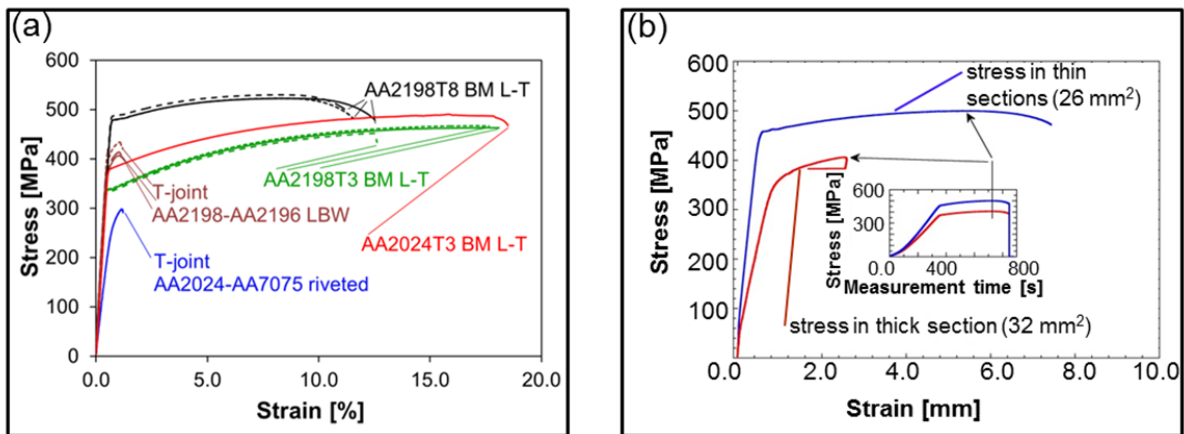 (a)
600
500
400
300
200
100
0
Stress [MPa]
0.0
5.0
10.0
15.0
20.0
Strain [%]
AA2198T8 BM L-T
AA2198T3 BM L-T
T-joint
AA2198-AA2196 LBW
AA2024T3 BM L-T
T-joint
AA2024-AA7075 riveted
(b)
600
500
400
300
200
100
0
Stress [MPa]
0.0
2.0
4.0
6.0
8.0
10.0
Strain [mm]
stress in thin
sections (26 mm²)
Stress [MPa]
600
300
0.0
400
800
Measurement time [s]
stress in thick section (32 mm²)